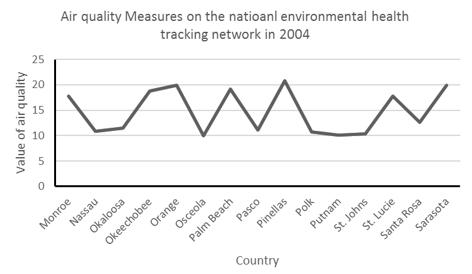 Air quality Measures on the natioanl environmental health
tracking network in 2004
Value of air quality
25
20
15
10
5
0
Monroe
Nassau
Okaloosa
Okeechobee
Orange
Osceola
Palm Beach
Pasco
Pinellas
Polk
Putnam
St. Johns
St. Lucie
Santa Rosa
Sarasota
Country